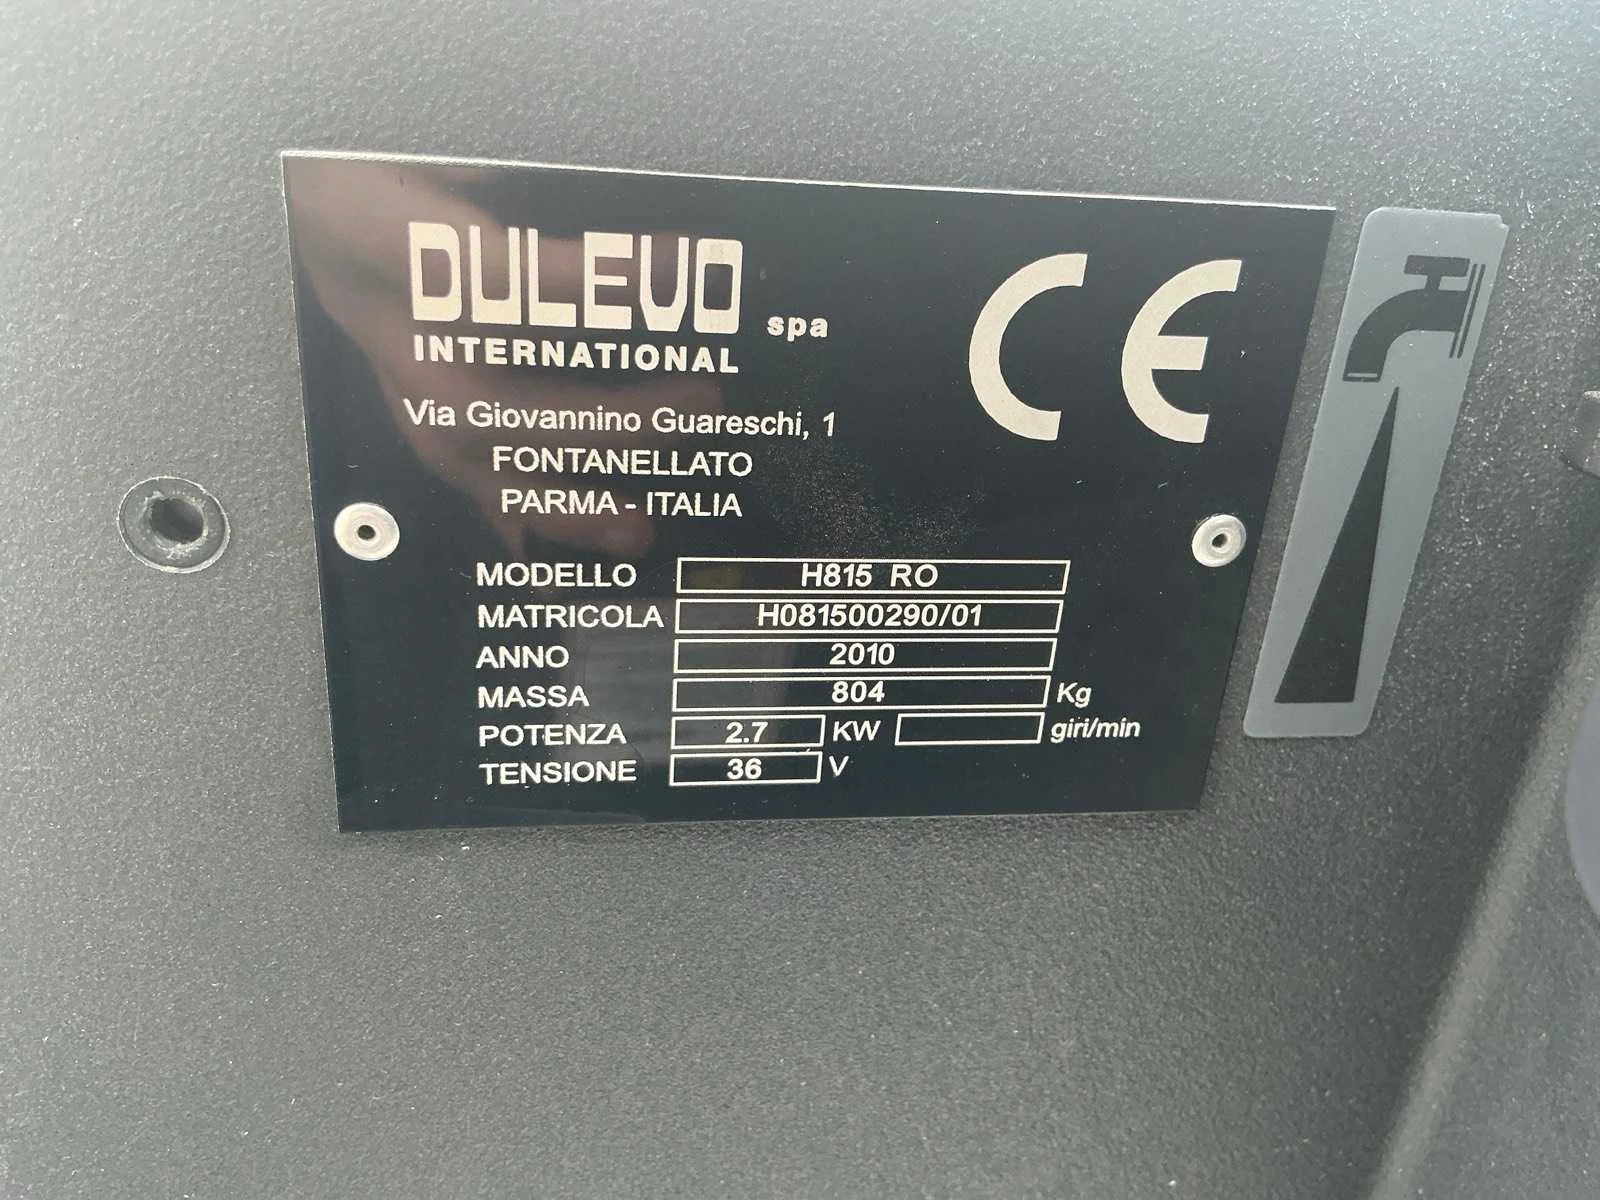 DULEVO spa
INTERNATIONAL
CE
Via Giovannino Guareschi, 1
FONTANELLATO
PARMA - ITALIA
MODELLO H815 RO
MATRICOLA H081500290/01
ANNO 2010
MASSA 804 Kg
POTENZA 2.7 KW giri/min
TENSIONE 36 V